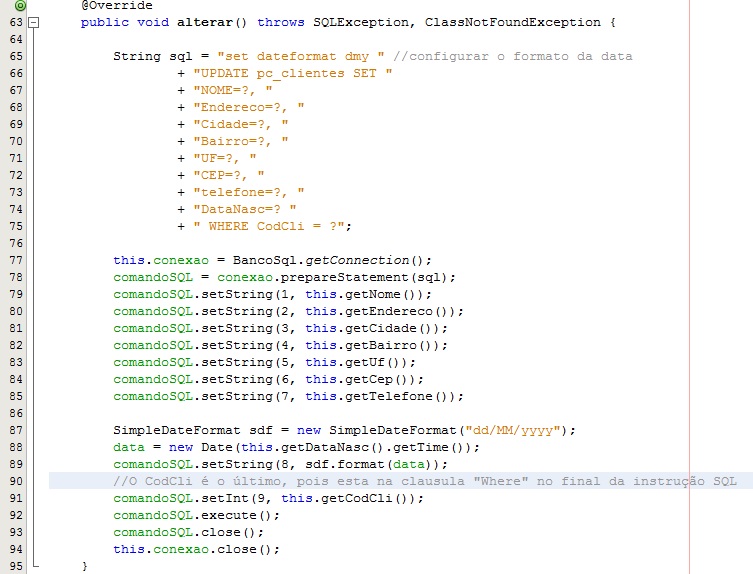 @Override
63 public void alterar() throws SQLException, ClassNotFoundException {
64
65 String sql = "set dateformat dmy " //configurar o formato da data
66 + "UPDATE pc_clientes SET "
67 + "NOME=?, "
68 + "Endereco=?, "
69 + "Cidade=?, "
70 + "Bairro=?, "
71 + "UF=?, "
72 + "CEP=?, "
73 + "telefone=?, "
74 + "DataNasc=? "
75 + " WHERE CodCli = ?";
76
77 this.conexao = BancoSql.getConnection();
78 comandoSQL = conexao.prepareStatement(sql);
79 comandoSQL.setString(1, this.getNome());
80 comandoSQL.setString(2, this.getEndereco());
81 comandoSQL.setString(3, this.getCidade());
82 comandoSQL.setString(4, this.getBairro());
83 comandoSQL.setString(5, this.getUf());
84 comandoSQL.setString(6, this.getCep());
85 comandoSQL.setString(7, this.getTelefone());
86
87 SimpleDateFormat sdf = new SimpleDateFormat("dd/MM/yyyy");
88 data = new Date(this.getDataNasc().getTime());
89 comandoSQL.setString(8, sdf.format(data));
90 //O CodCli é o último, pois esta na clausula "Where" no final da instrução SQL
91 comandoSQL.setInt(9, this.getCodCli());
92 comandoSQL.execute();
93 comandoSQL.close();
94 this.conexao.close();
95 }